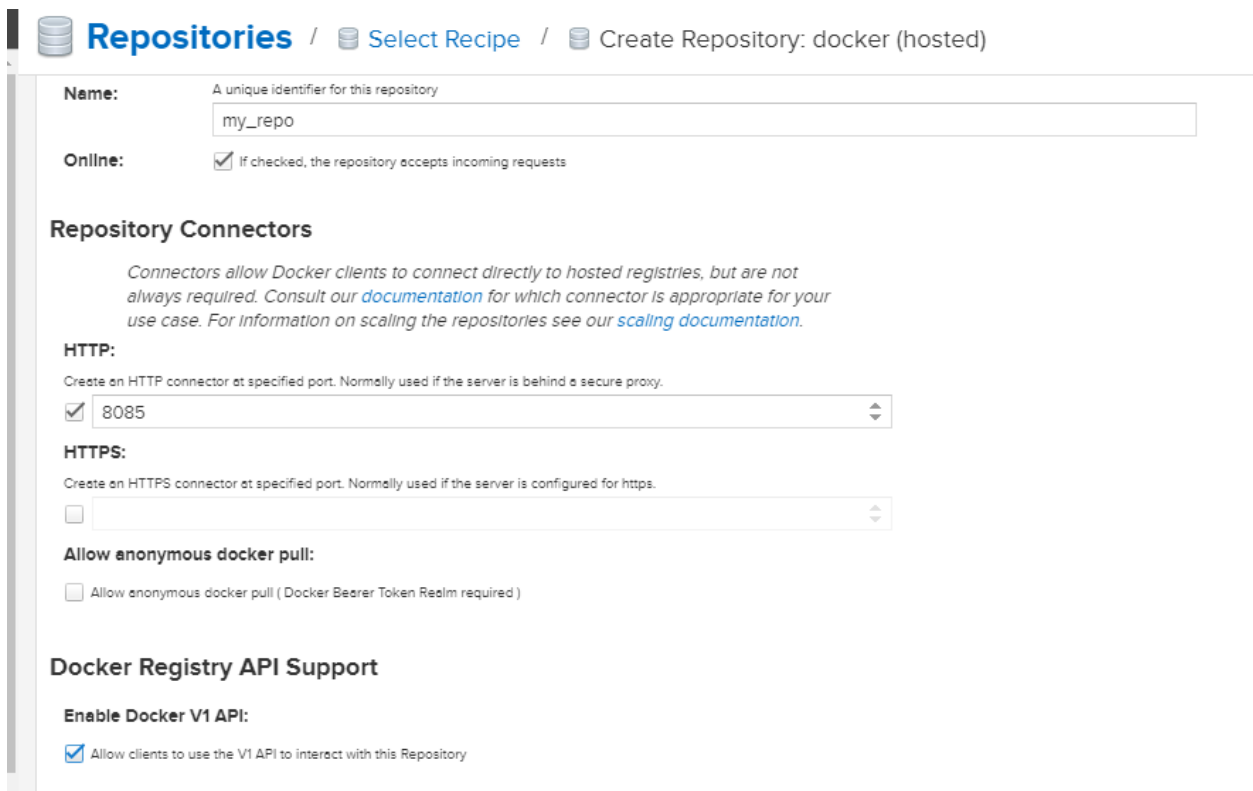 Repositories / Select Recipe / Create Repository: docker (hosted)
Name:
A unique identifier for this repository
my_repo
Online:
If checked, the repository accepts incoming requests
Repository Connectors
Connectors allow Docker clients to connect directly to hosted registries, but are not
always required. Consult our documentation for which connector is appropriate for your
use case. For information on scaling the repositories see our scaling documentation.
HTTP:
Create an HTTP connector at specified port. Normally used if the server is behind a secure proxy.
8085
HTTPS:
Create an HTTPS connector at specified port. Normally used if the server is configured for https.
Allow anonymous docker pull:
Allow anonymous docker pull ( Docker Bearer Token Realm required )
Docker Registry API Support
Enable Docker V1 API:
Allow clients to use the V1 API to interact with this Repository